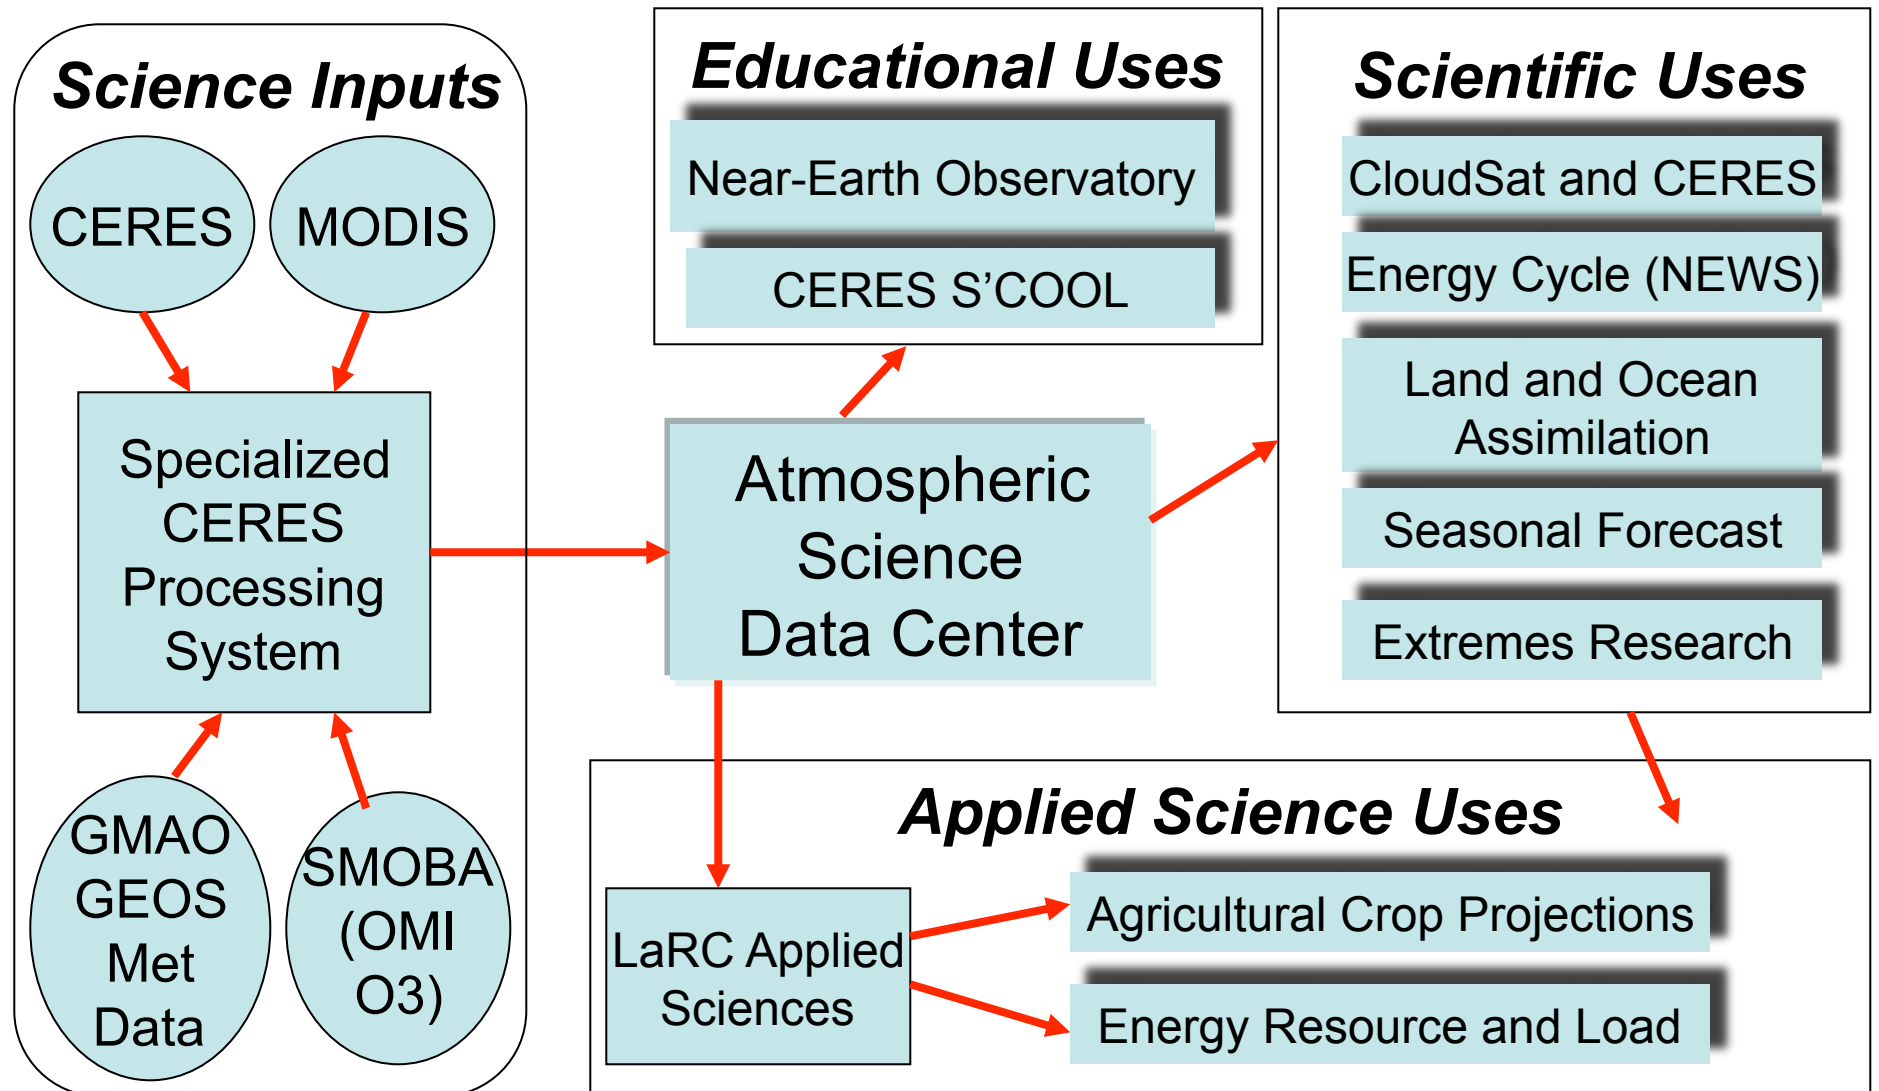 Science Inputs
CERES
MODIS
Specialized
CERES
Processing
System
GMAO
GEOS
Met
Data
SMOBA
(OMI
O3)
Educational Uses
Near-Earth Observatory
CERES S’COOL
Atmospheric
Science
Data Center
Scientific Uses
CloudSat and CERES
Energy Cycle (NEWS)
Land and Ocean
Assimilation
Seasonal Forecast
Extremes Research
Applied Science Uses
LaRC Applied
Sciences
Agricultural Crop Projections
Energy Resource and Load